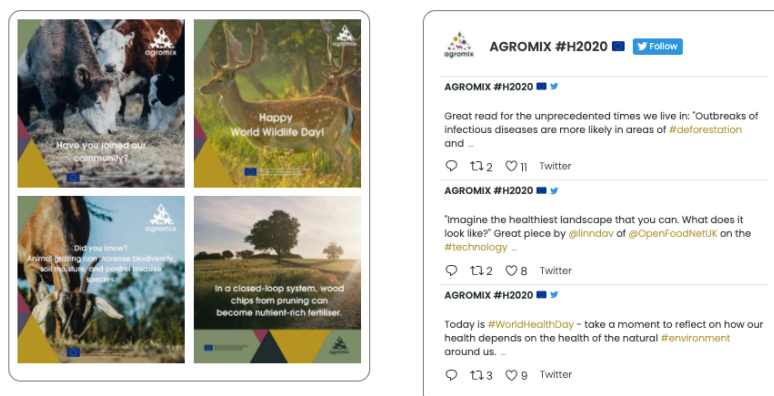 agromix
Have you joined our
community?
agromix
Happy
World Wildlife Day!
agromix
Did you know?
Animal grazing can increase biodiversity,
soil moisture, and control invasive
species.
In a closed-loop system, wood
chips from pruning can
become nutrient-rich fertiliser.
agromix
agromix
AGROMIX #H2020
Follow
AGROMIX #H2020
Great read for the unprecedented times we live in: "Outbreaks of
infectious diseases are more likely in areas of #deforestation
and ...
2 11 Twitter
AGROMIX #H2020
"Imagine the healthiest landscape that you can. What does it
look like?" Great piece by @linndav of @OpenFoodNetUK on the
#technology ...
2 8 Twitter
AGROMIX #H2020
Today is #WorldHealthDay - take a moment to reflect on how our
health depends on the health of the natural #environment
around us. ...
3 9 Twitter